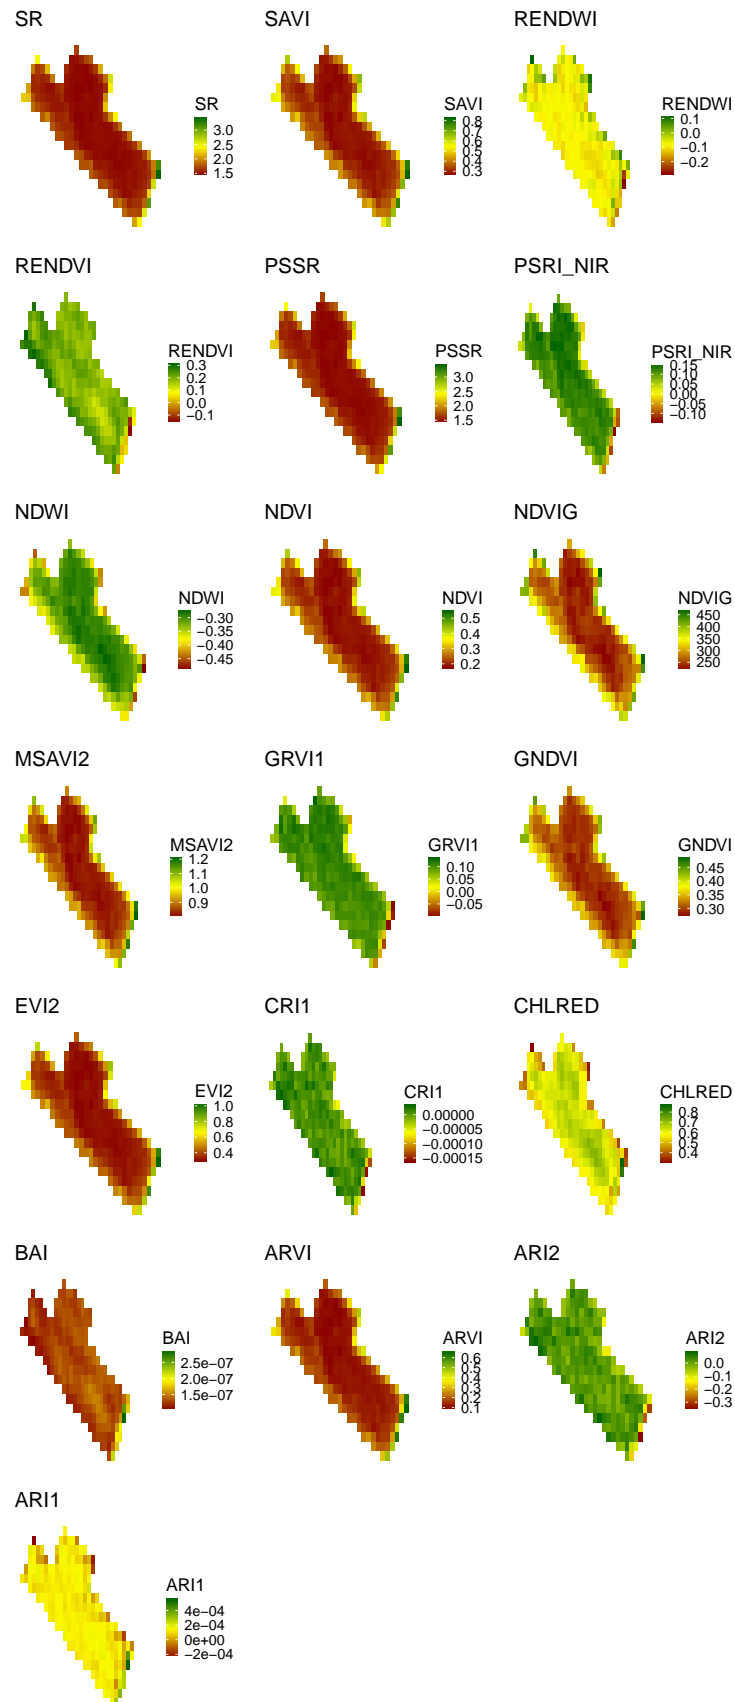 SR
SAVI
RENDWI
SR
3.0
2.5
2.0
1.5
SAVI
0.8
0.7
0.6
0.5
0.4
0.3
RENDWI
0.1
0.0
−0.1
−0.2
RENDVI
PSSR
PSRI_NIR
RENDVI
0.3
0.2
0.1
0.0
−0.1
PSSR
3.0
2.5
2.0
1.5
PSRI_NIR
0.15
0.10
0.05
0.00
−0.05
−0.10
NDWI
NDVI
NDVIG
NDWI
−0.30
−0.35
−0.40
−0.45
NDVI
0.5
0.4
0.3
0.2
NDVIG
450
400
350
300
250
MSAVI2
GRVI1
GNDVI
MSAVI2
1.2
1.1
1.0
0.9
GRVI1
0.10
0.05
0.00
−0.05
GNDVI
0.45
0.40
0.35
0.30
EVI2
CRI1
CHLRED
EVI2
1.0
0.8
0.6
0.4
CRI1
0.00000
−0.00005
−0.00010
−0.00015
CHLRED
0.8
0.7
0.6
0.5
0.4
BAI
ARVI
ARI2
BAI
2.5e−07
2.0e−07
1.5e−07
ARVI
0.6
0.5
0.4
0.3
0.2
0.1
ARI2
0.0
−0.1
−0.2
−0.3
ARI1
ARI1
4e−04
2e−04
0e+00
−2e−04